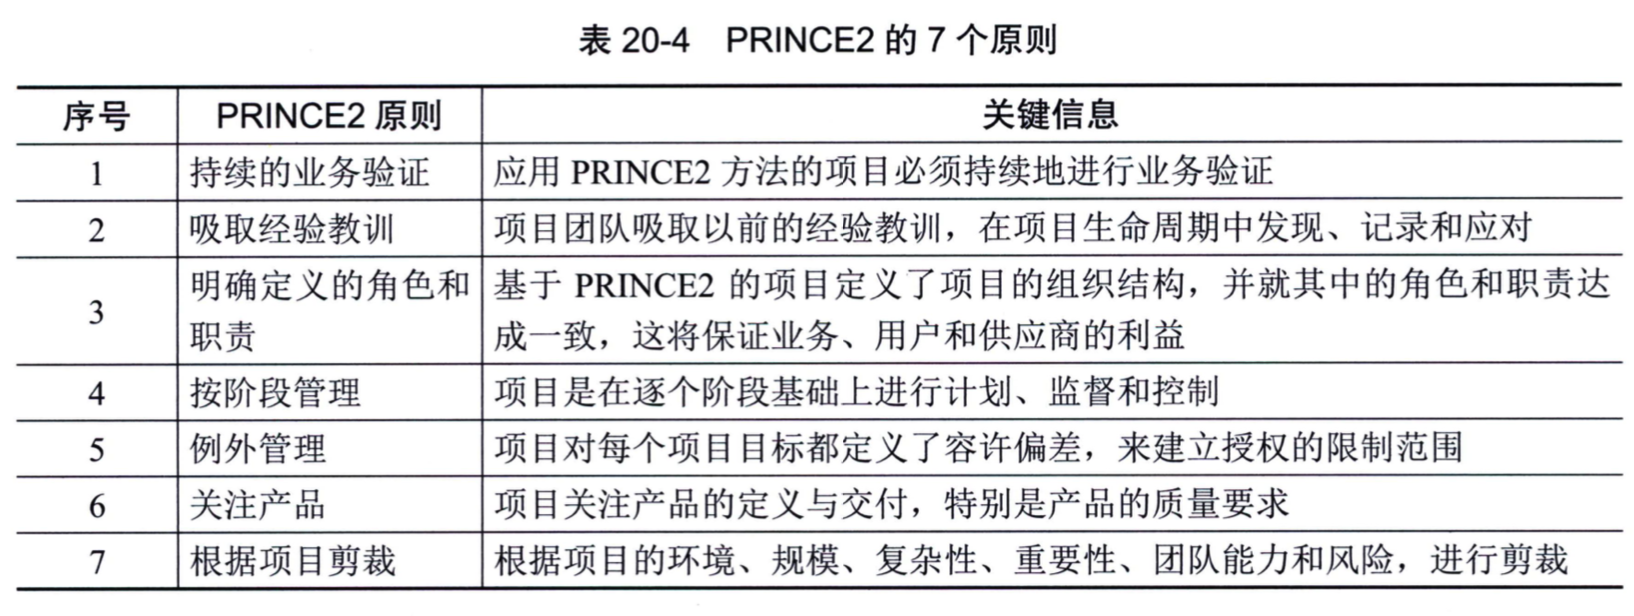 表 20-4 PRINCE2 的 7 个原则
序号 PRINCE2 原则 关键信息
1 持续的业务验证 应用 PRINCE2 方法的项目必须持续地进行业务验证
2 吸取经验教训 项目团队吸取以前的经验教训，在项目生命周期中发现、记录和应对
3 明确定义的角色和 基于 PRINCE2 的项目定义了项目的组织结构，并就其中的角色和职责达
职责 成一致，这将保证业务、用户和供应商的利益
4 按阶段管理 项目是在逐个阶段基础上进行计划、监督和控制
5 例外管理 项目对每个项目目标都定义了容许偏差，来建立授权的限制范围
6 关注产品 项目关注产品的定义与交付，特别是产品的质量要求
7 根据项目剪裁 根据项目的环境、规模、复杂性、重要性、团队能力和风险，进行剪裁